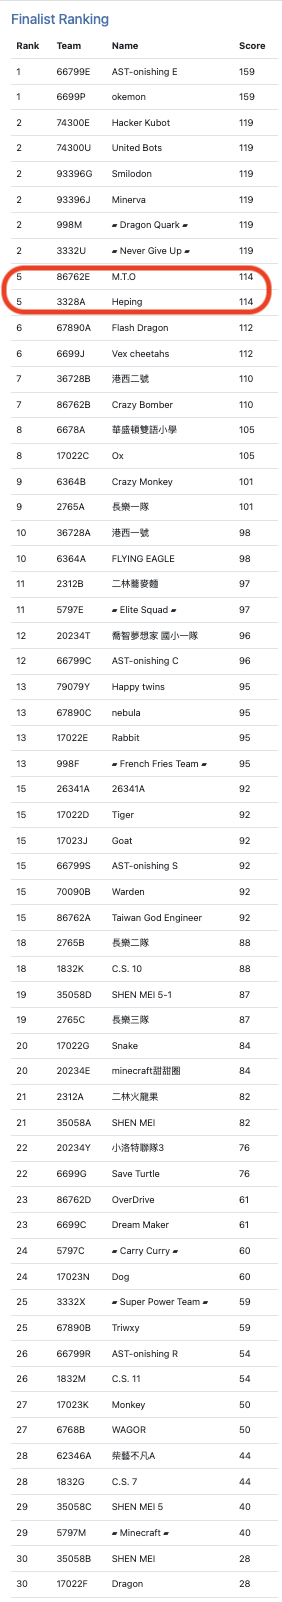 Finalist Ranking
Rank Team Name Score
1 66799E AST-onishing E 159
1 6699P okemon 159
2 74300E Hacker Kubot 119
2 74300U United Bots 119
2 93396G Smilodon 119
2 93396J Minerva 119
2 998M ▰ Dragon Quark ▰ 119
2 3332U ▰ Never Give Up ▰ 119
5 86762E M.T.O 114
5 3328A Heping 114
6 67890A Flash Dragon 112
6 6699J Vex cheetahs 112
7 36728B 港西二號 110
7 86762B Crazy Bomber 110
8 6678A 華盛頓雙語小學 105
8 17022C Ox 105
9 6364B Crazy Monkey 101
9 2765A 長樂一隊 101
10 36728A 港西一號 98
10 6364A FLYING EAGLE 98
11 2312B 二林蕎麥麵 97
11 5797E ▰ Elite Squad ▰ 97
12 20234T 喬智夢想家 國小一隊 96
12 66799C AST-onishing C 96
13 79079Y Happy twins 95
13 67890C nebula 95
13 17022E Rabbit 95
13 998F ▰ French Fries Team ▰ 95
15 26341A 26341A 92
15 17022D Tiger 92
15 17023J Goat 92
15 66799S AST-onishing S 92
15 70090B Warden 92
15 86762A Taiwan God Engineer 92
18 2765B 長樂二隊 88
18 1832K C.S. 10 88
19 35058D SHEN MEI 5-1 87
19 2765C 長樂三隊 87
20 17022G Snake 84
20 20234E minecraft甜甜圈 84
21 2312A 二林火龍果 82
21 35058A SHEN MEI 82
22 20234Y 小洛特聯隊3 76
22 6699G Save Turtle 76
23 86762D OverDrive 61
23 6699C Dream Maker 61
24 5797C ▰ Carry Curry ▰ 60
24 17023N Dog 60
25 3332X ▰ Super Power Team ▰ 59
25 67890B Triwxy 59
26 66799R AST-onishing R 54
26 1832M C.S. 11 54
27 17023K Monkey 50
27 6768B WAGOR 50
28 62346A 柴藝不凡A 44
28 1832G C.S. 7 44
29 35058C SHEN MEI 5 40
29 5797M ▰ Minecraft ▰ 40
30 35058B SHEN MEI 28
30 17022F Dragon 28